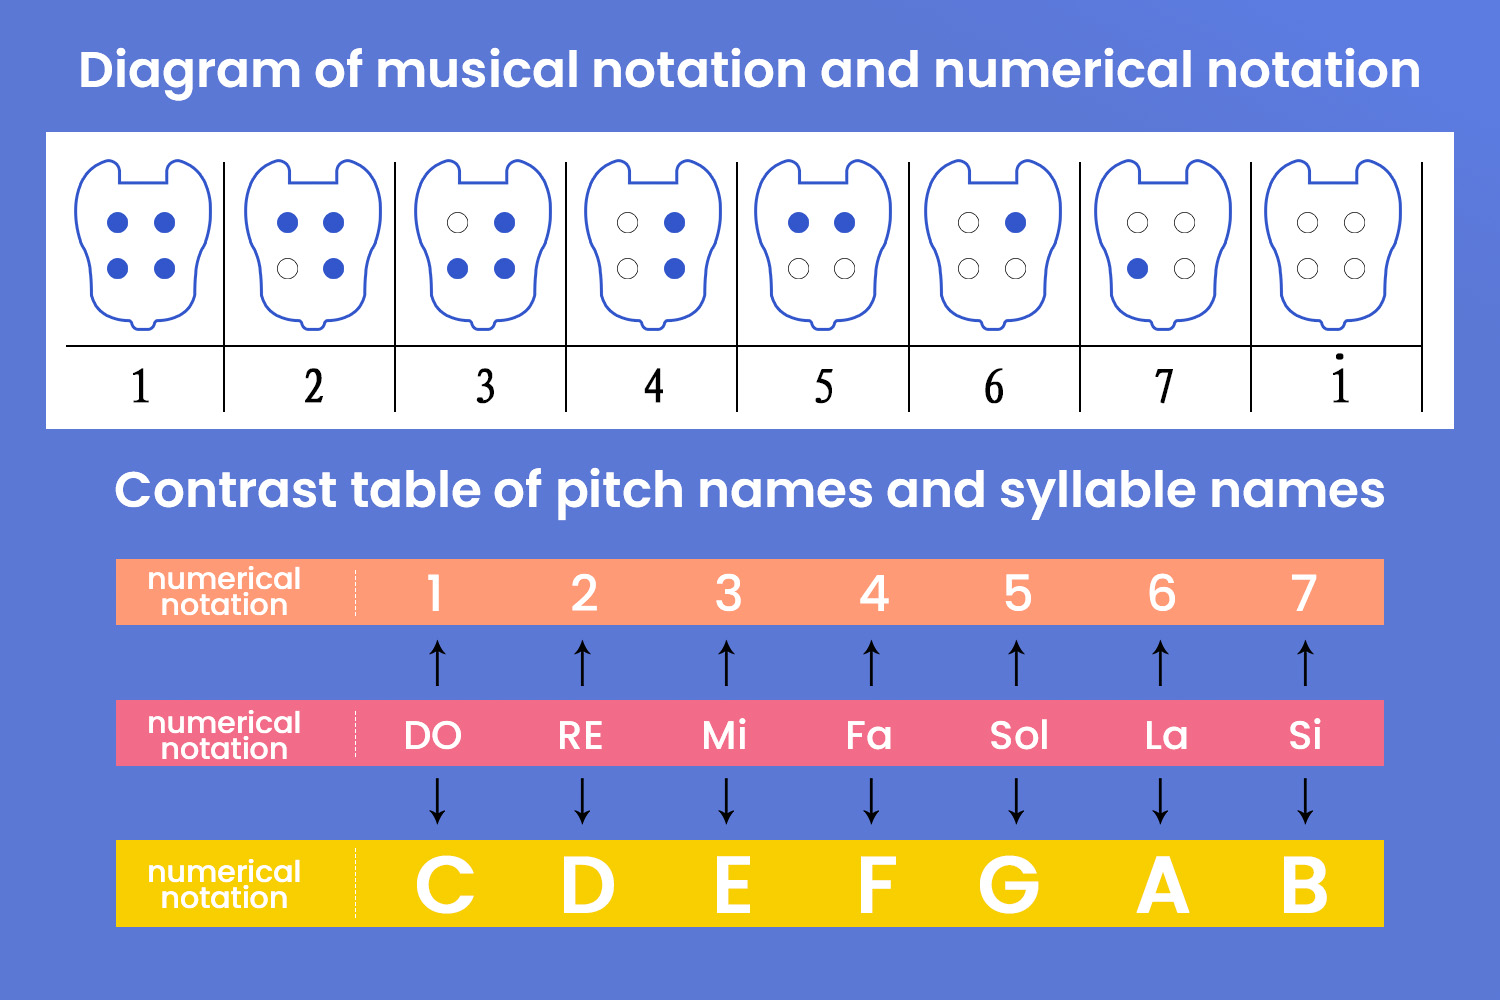 Diagram of musical notation and numerical notation
1 2 3 4 5 6 7 i
Contrast table of pitch names and syllable names
numerical
notation
1 2 3 4 5 6 7
numerical
notation
DO RE Mi Fa Sol La Si
numerical
notation
C D E F G A B